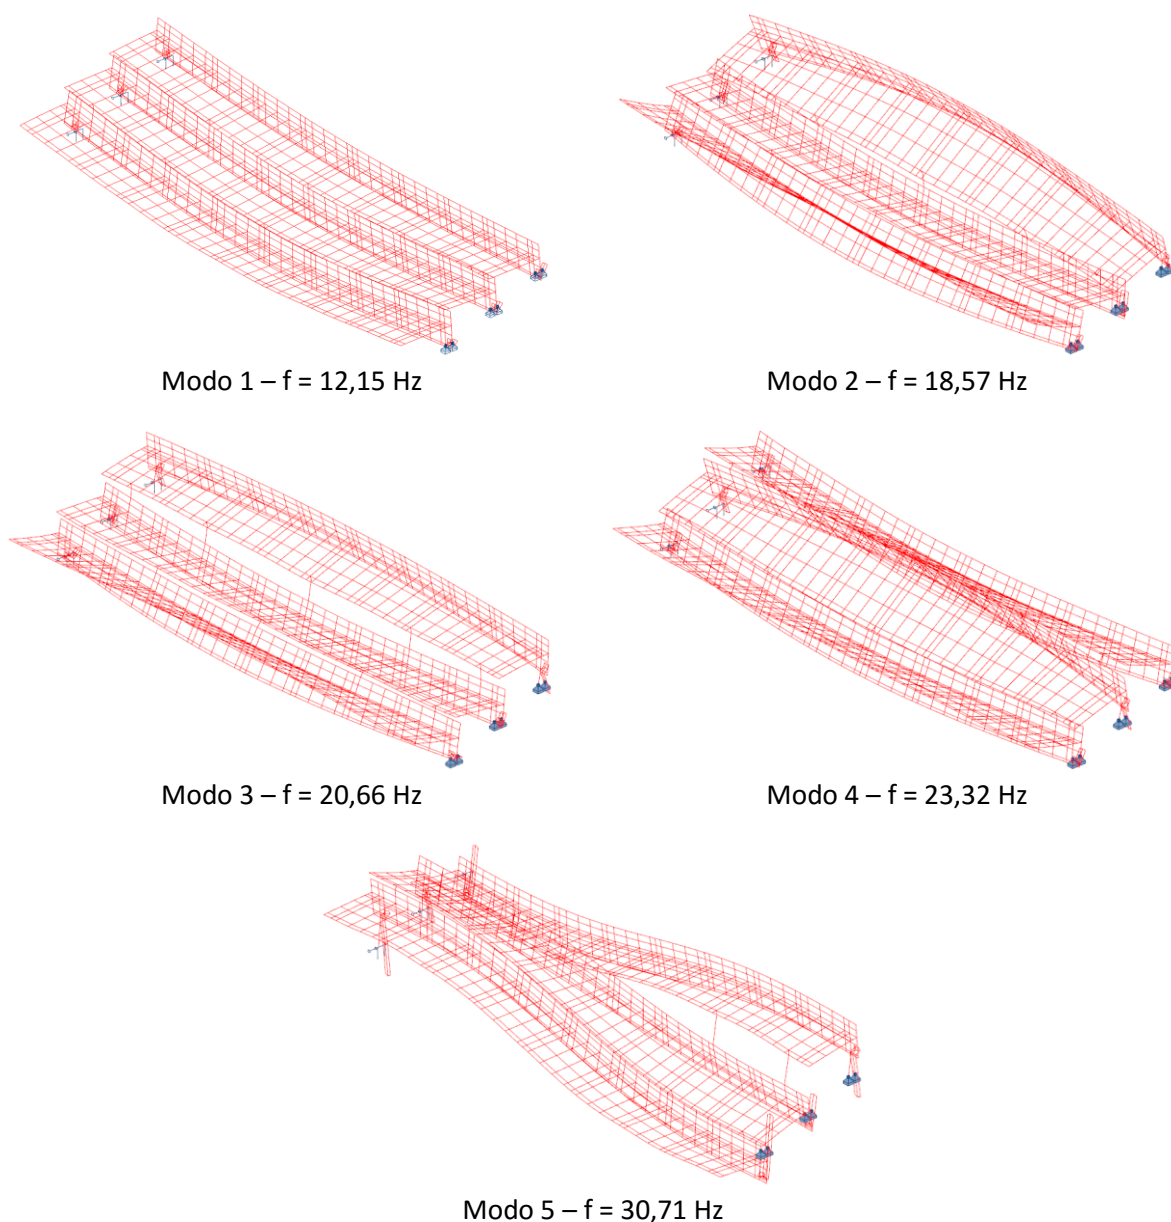 Modo 1 – f = 12,15 Hz
Modo 2 – f = 18,57 Hz
Modo 3 – f = 20,66 Hz
Modo 4 – f = 23,32 Hz
Modo 5 – f = 30,71 Hz